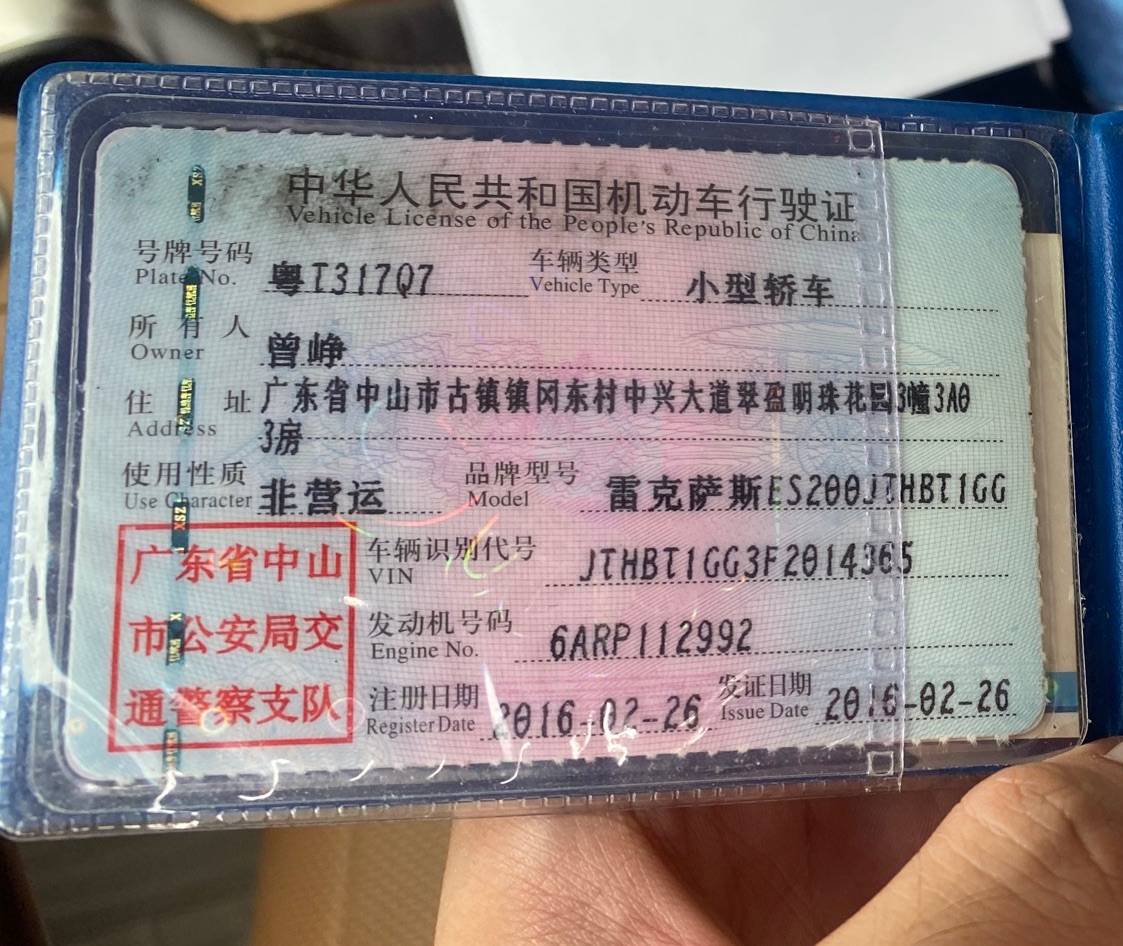 中华人民共和国机动车行驶证
Vehicle License of the People's Republic of China
号牌号码 粤T317Q7 车辆类型 小型轿车
Plate No. Vehicle Type
所有人 曾峥
Owner
住址 广东省中山市古镇镇冈东村中兴大道翠盈明珠花园3幢3A0
Address 3房
使用性质 非营运 品牌型号 雷克萨斯ES200JTHBT1GG
Use Character Model
广东省中山
市公安局交
通警察支队
车辆识别代号 JTHBT1GG3F2014365
VIN
发动机号码 6ARP112992
Engine No.
注册日期 2016-02-26 发证日期 2016-02-26
Register Date Issue Date